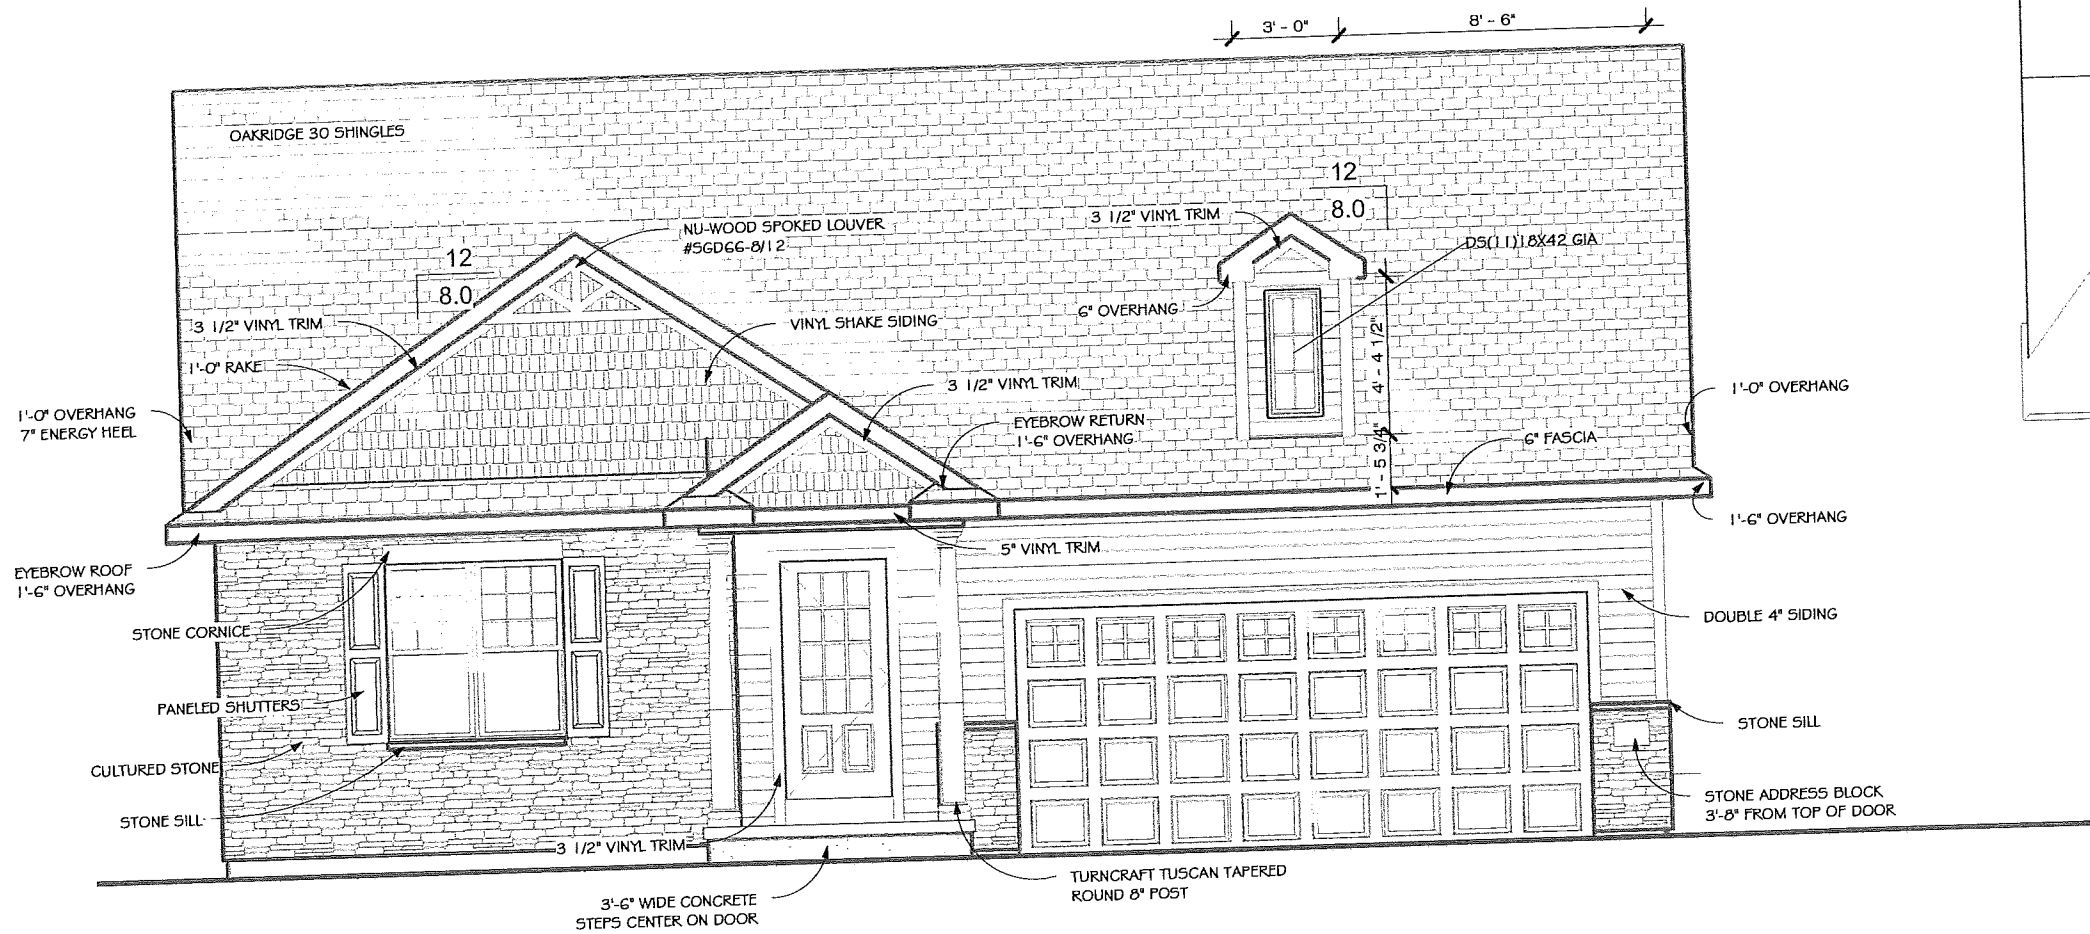 3' - 0"
8' - 6"
OAKRIDGE 30 SHINGLES
12
8.0
3 1/2" VINYL TRIM
NU-WOOD SPOKED LOUVER
#SGD66-8/12
DS(11)18X42 GIA
12
8.0
3 1/2" VINYL TRIM
6" OVERHANG
VINYL SHAKE SIDING
4' - 4 1/2"
1'-0" RAKE
3 1/2" VINYL TRIM
1'-0" OVERHANG
1'-0" OVERHANG
7" ENERGY HEEL
EYEBROW RETURN
1'-6" OVERHANG
6" FASCIA
1' - 5 3/4"
1'-6" OVERHANG
5" VINYL TRIM
EYEBROW ROOF
1'-6" OVERHANG
STONE CORNICE
DOUBLE 4" SIDING
PANELED SHUTTERS
STONE SILL
CULTURED STONE
STONE ADDRESS BLOCK
3'-8" FROM TOP OF DOOR
STONE SILL
3 1/2" VINYL TRIM
TURNCRAFT TUSCAN TAPERED
ROUND 8" POST
3'-6" WIDE CONCRETE
STEPS CENTER ON DOOR